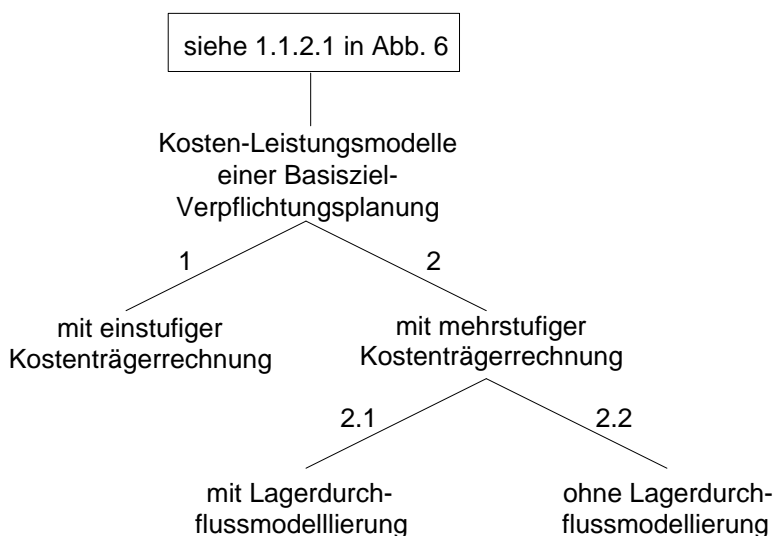 siehe 1.1.2.1 in Abb. 6
Kosten-Leistungsmodelle
einer Basisziel-
Verpflichtungsplanung
1
2
mit einstufiger
Kostenträgerrechnung
mit mehrstufiger
Kostenträgerrechnung
2.1
2.2
mit Lagerdurch-
flussmodelllierung
ohne Lagerdurch-
flussmodellierung